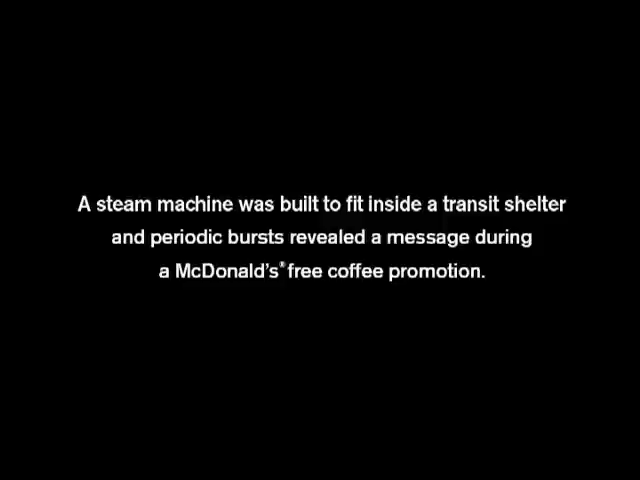 A steam machine was built to fit inside a transit shelter
and periodic bursts revealed a message during
a McDonald's® free coffee promotion.